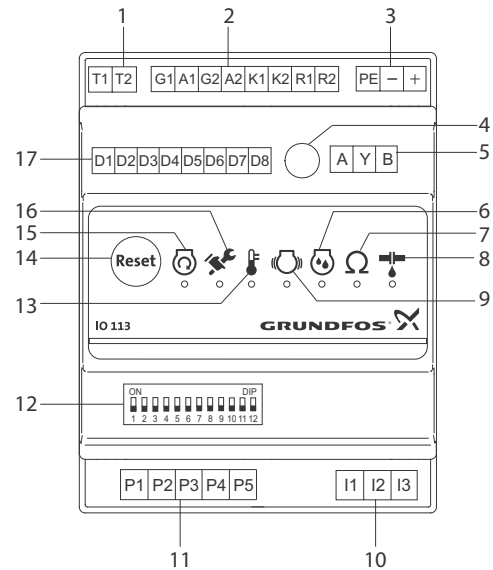 1 2 3
T1 T2 G1 A1 G2 A2 K1 K2 R1 R2 PE − +
4
17 D1 D2 D3 D4 D5 D6 D7 D8 A Y B 5
16 6
15 7
14 Reset Ω 8
13 9
IO 113 GRUNDFOS
12 ON DIP
1 2 3 4 5 6 7 8 9 10 11 12
P1 P2 P3 P4 P5 I1 I2 I3
11 10